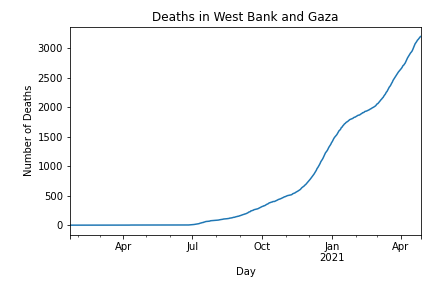 Deaths in West Bank and Gaza
3000
2500
2000
1500
1000
500
0
Number of Deaths
Apr
Jul
Oct
Jan
2021
Apr
Day